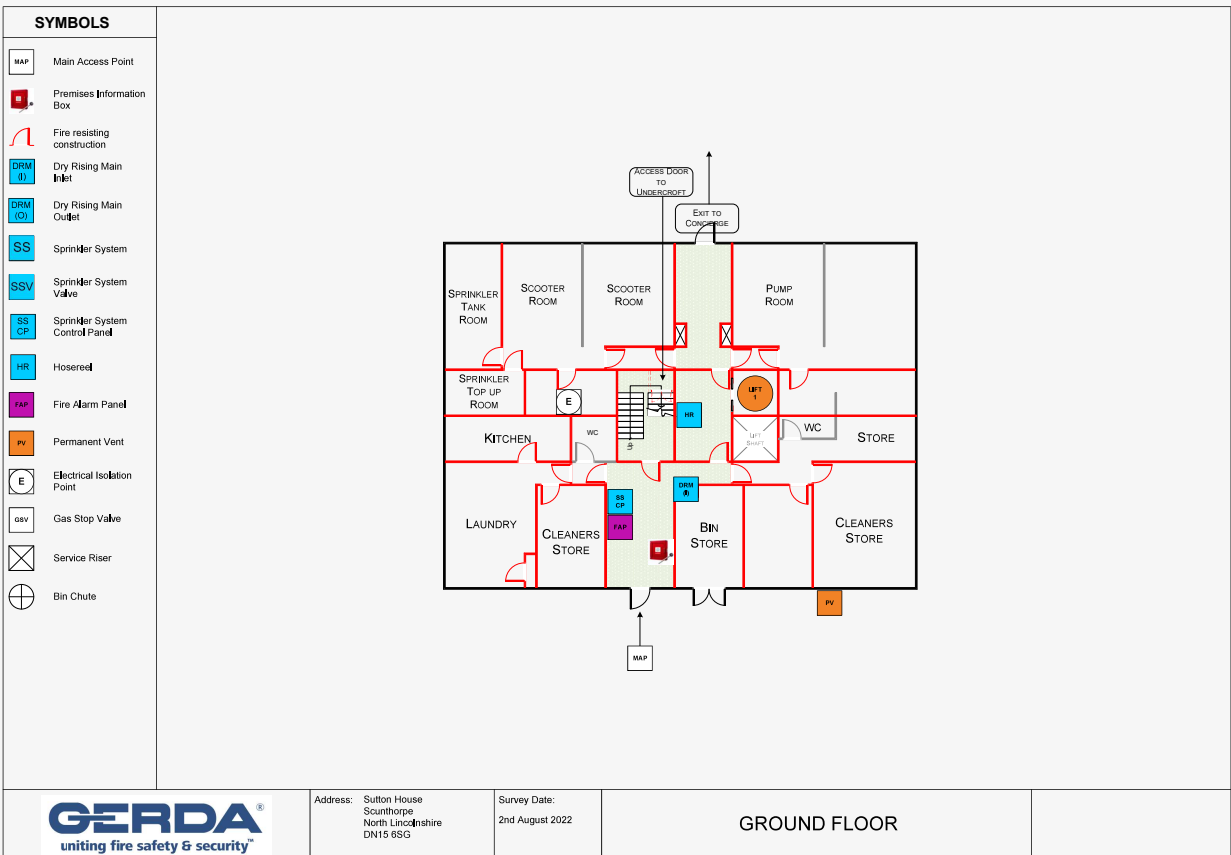 SYMBOLS
MAP
Main Access Point
Premises Information
Box
Fire resisting
construction
DRM
(I)
Dry Rising Main
Inlet
DRM
(O)
Dry Rising Main
Outlet
SS
Sprinkler System
SSV
Sprinkler System
Valve
SS
CP
Sprinkler System
Control Panel
HR
Hosereel
FAP
Fire Alarm Panel
PV
Permanent Vent
E
Electrical Isolation
Point
GSV
Gas Stop Valve
Service Riser
Bin Chute
ACCESS DOOR
TO
UNDERCROFT
EXIT TO
CONCIERGE
SPRINKLER
TANK
ROOM
SCOOTER
ROOM
SCOOTER
ROOM
PUMP
ROOM
SPRINKLER
TOP UP
ROOM
E
LIFT
1
HR
KITCHEN
WC
UP
LIFT
SHAFT
WC
STORE
LAUNDRY
CLEANERS
STORE
SS
CP
FAP
DRM
(I)
BIN
STORE
CLEANERS
STORE
PV
MAP
GERDA®
uniting fire safety & security™
Address: Sutton House
Scunthorpe
North Lincolnshire
DN15 6SG
Survey Date:
2nd August 2022
GROUND FLOOR